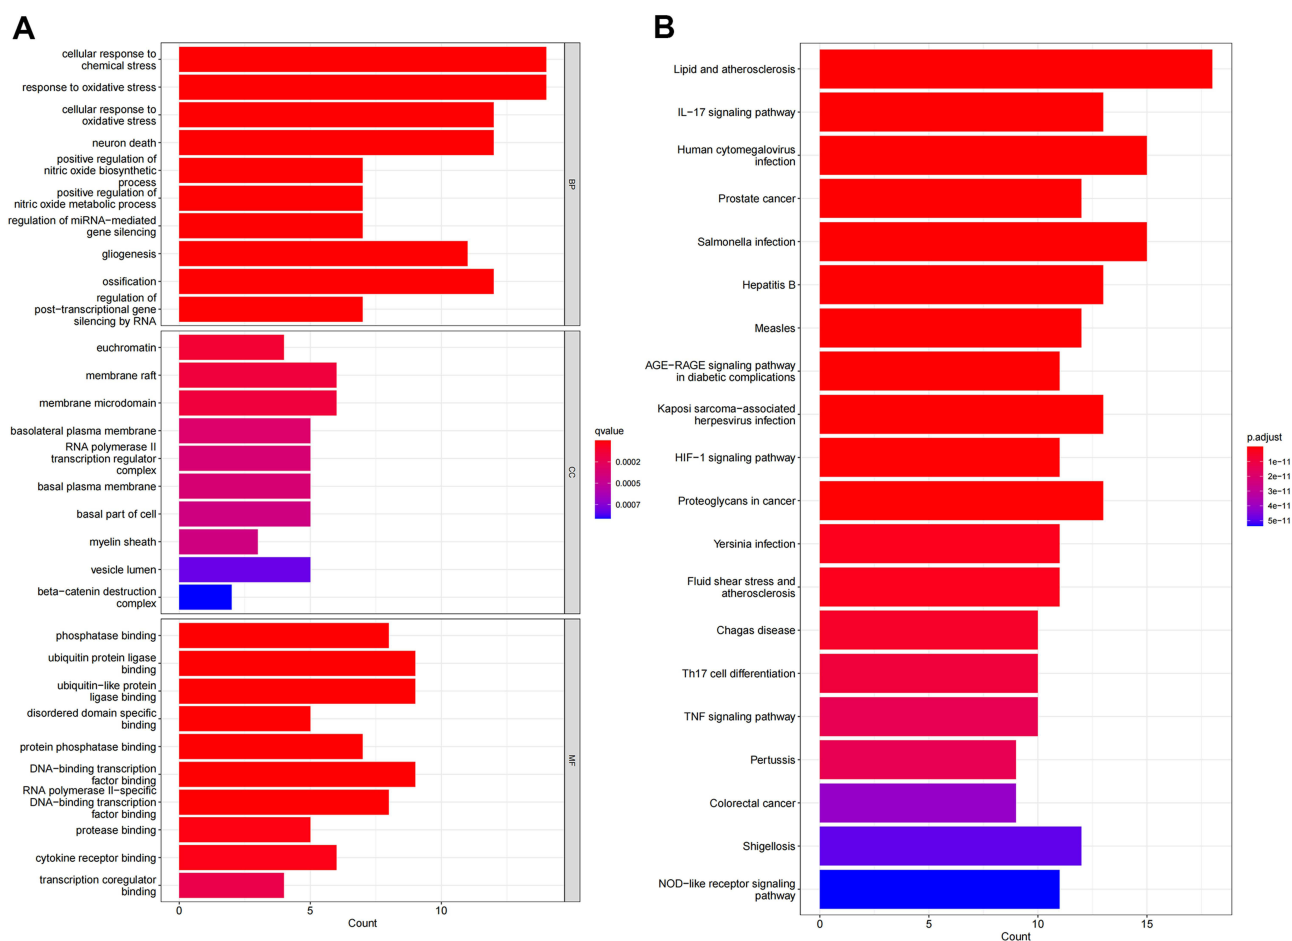 A
cellular response to
chemical stress
response to oxidative stress
cellular response to
oxidative stress
neuron death
positive regulation of
nitric oxide biosynthetic
process
positive regulation of
nitric oxide metabolic process
regulation of miRNA−mediated
gene silencing
gliogenesis
ossification
regulation of
post−transcriptional gene
silencing by RNA
BP
euchromatin
membrane raft
membrane microdomain
basolateral plasma membrane
RNA polymerase II
transcription regulator
complex
basal plasma membrane
basal part of cell
myelin sheath
vesicle lumen
beta−catenin destruction
complex
CC
phosphatase binding
ubiquitin protein ligase
binding
ubiquitin−like protein
ligase binding
disordered domain specific
binding
protein phosphatase binding
DNA−binding transcription
factor binding
RNA polymerase II−specific
DNA−binding transcription
factor binding
protease binding
cytokine receptor binding
transcription coregulator
binding
MF
0 5 10
Count
qvalue
0.0002
0.0005
0.0007
B
Lipid and atherosclerosis
IL−17 signaling pathway
Human cytomegalovirus
infection
Prostate cancer
Salmonella infection
Hepatitis B
Measles
AGE−RAGE signaling pathway
in diabetic complications
Kaposi sarcoma−associated
herpesvirus infection
HIF−1 signaling pathway
Proteoglycans in cancer
Yersinia infection
Fluid shear stress and
atherosclerosis
Chagas disease
Th17 cell differentiation
TNF signaling pathway
Pertussis
Colorectal cancer
Shigellosis
NOD−like receptor signaling
pathway
0 5 10 15
Count
p.adjust
1e−11
2e−11
3e−11
4e−11
5e−11